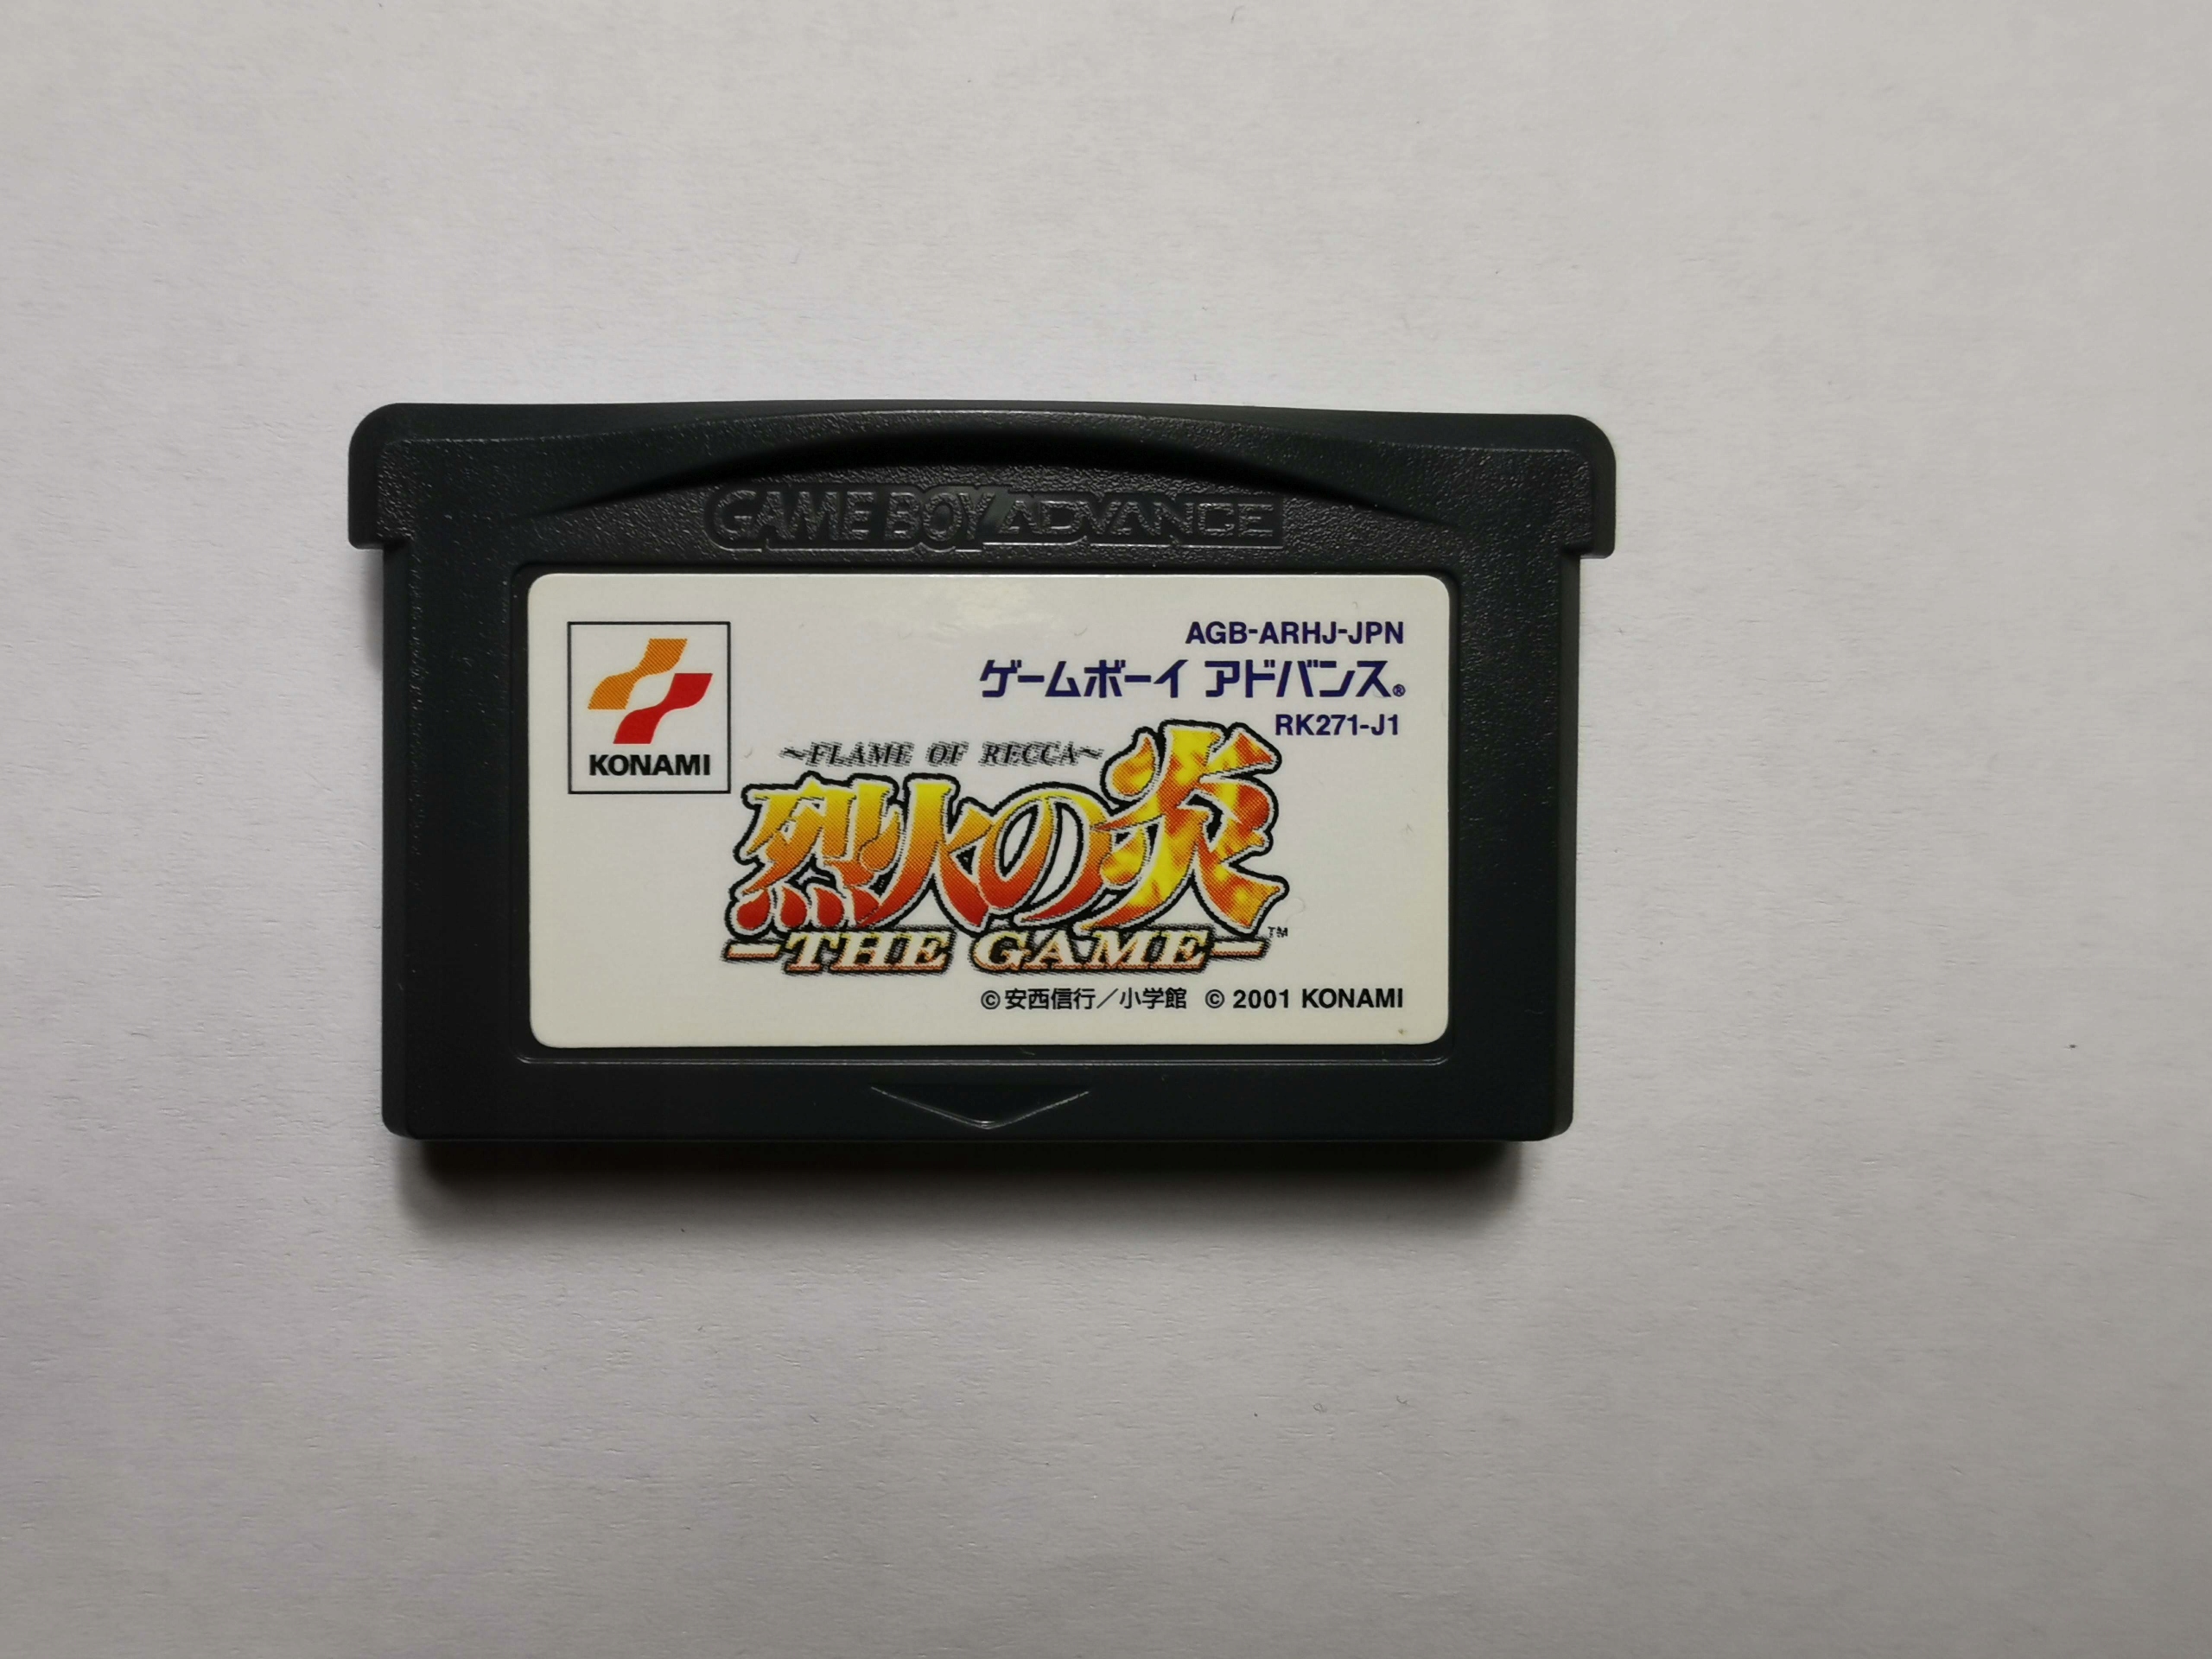 GAME BOY ADVANCE
KONAMI
AGB-ARHJ-JPN
ゲームボーイ アドバンス®
RK271-J1
~FLAME OF RECCA~
烈火の炎
-THE GAME-™
©安西信行／小学館 © 2001 KONAMI